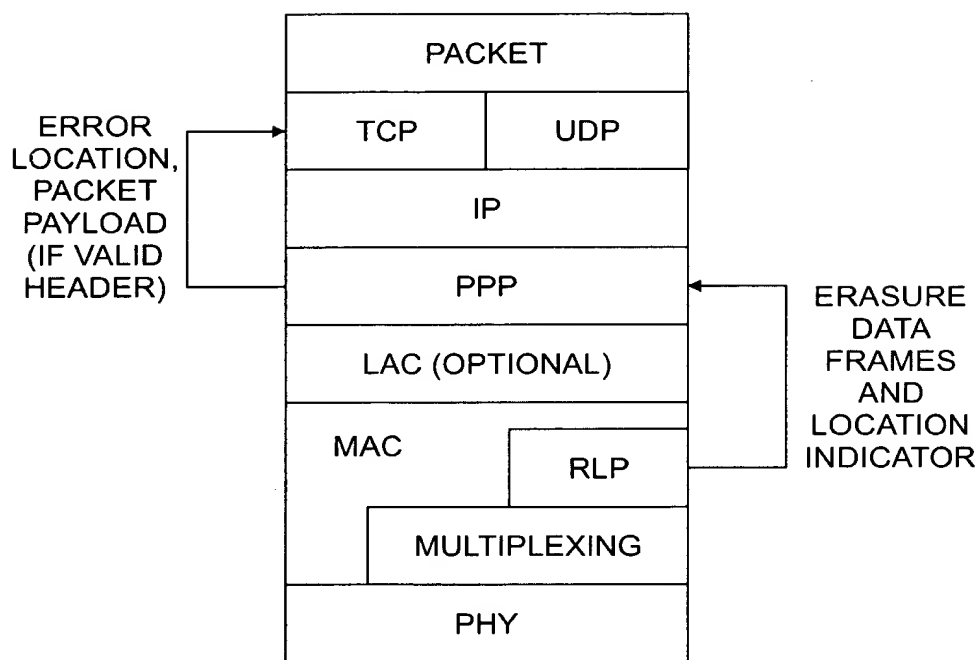 PACKET
ERROR
LOCATION,
PACKET
PAYLOAD
(IF VALID
HEADER)
TCP
UDP
IP
PPP
LAC (OPTIONAL)
MAC
RLP
MULTIPLEXING
PHY
ERASURE
DATA
FRAMES
AND
LOCATION
INDICATOR